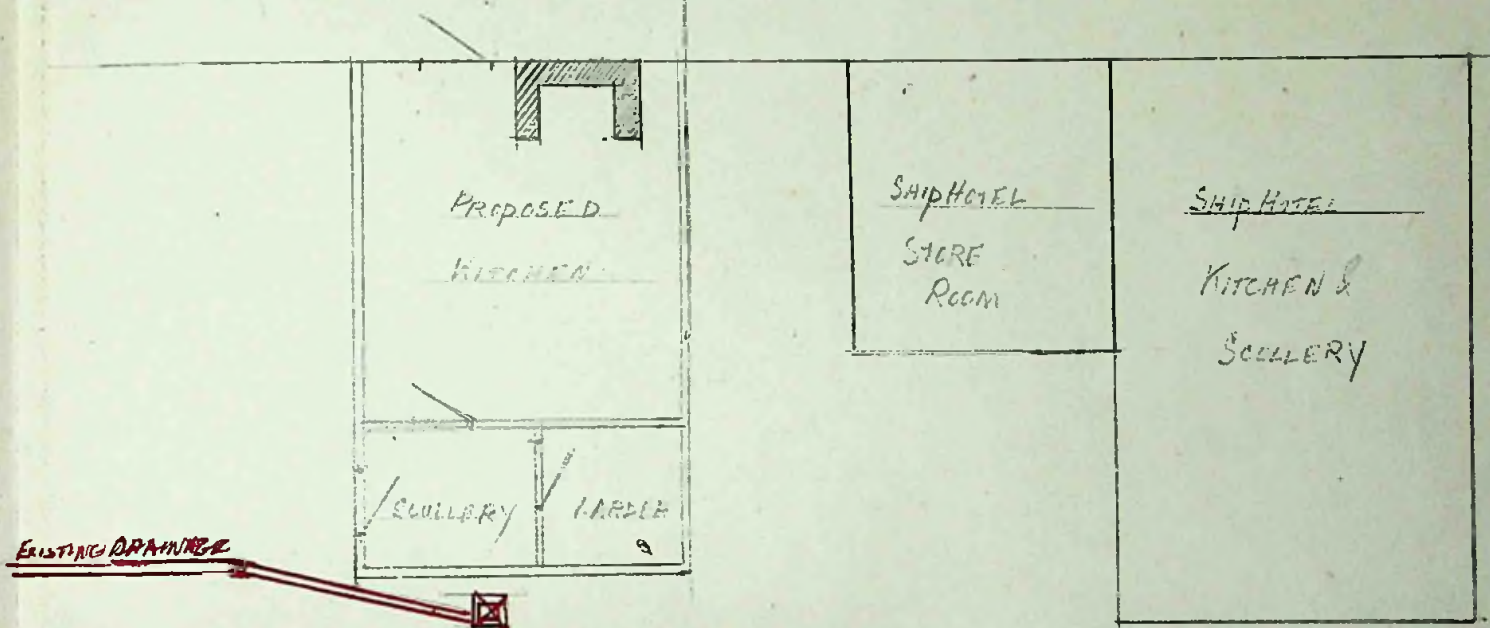 PROPOSED
KITCHEN
SHIP HOTEL
STORE
ROOM
SHIP HOTEL
KITCHEN &
SCULLERY
SCULLERY
LARDER
EXISTING DRAINAGE